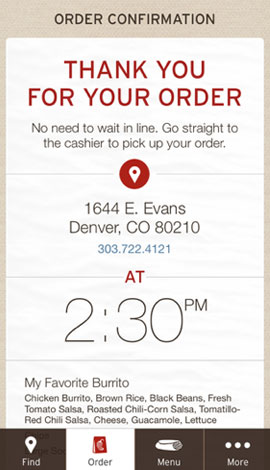 ORDER CONFIRMATION
THANK YOU
FOR YOUR ORDER
No need to wait in line. Go straight to
the cashier to pick up your order.
1644 E. Evans
Denver, CO 80210
303.722.4121
AT
2:30PM
My Favorite Burrito
Chicken Burrito, Brown Rice, Black Beans, Fresh
Tomato Salsa, Roasted Chili-Corn Salsa, Tomatillo-
Red Chili Salsa, Cheese, Guacamole, Lettuce
Find
Order
Menu
More